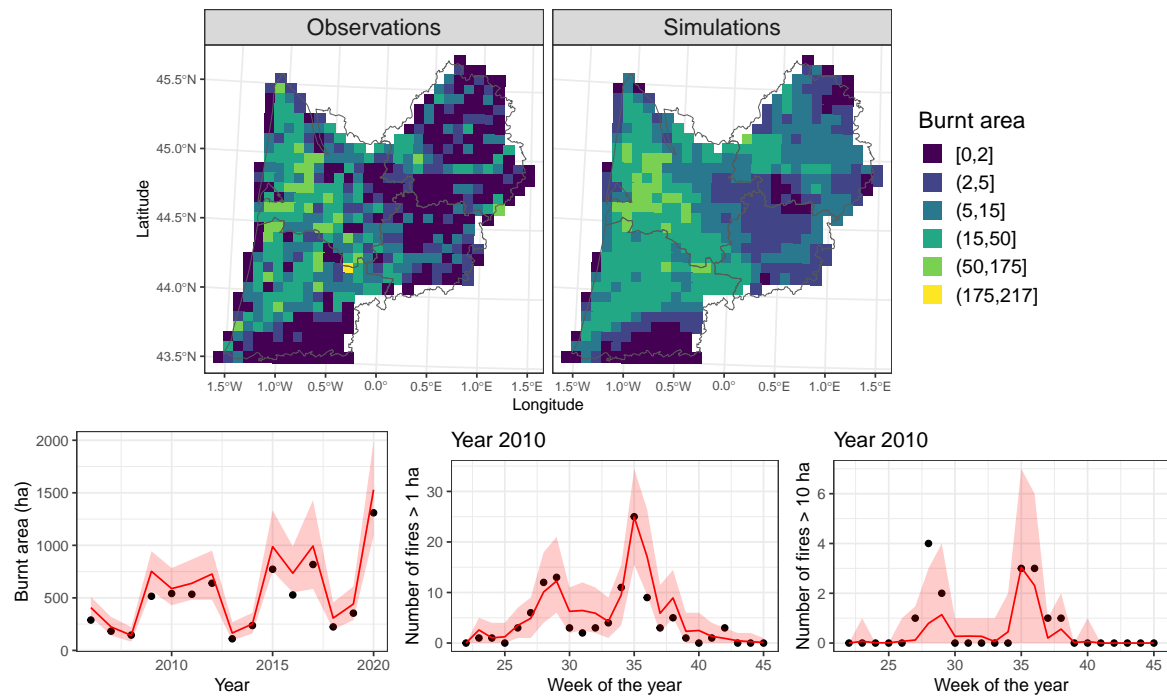 Observations
Simulations
45.5°N
45.0°N
44.5°N
44.0°N
43.5°N
Latitude
1.5°W 1.0°W 0.5°W 0.0° 0.5°E 1.0°E 1.5°E
1.5°W 1.0°W 0.5°W 0.0° 0.5°E 1.0°E 1.5°E
Longitude
Burnt area
[0,2]
(2,5]
(5,15]
(15,50]
(50,175]
(175,217]
2000
1500
1000
500
0
Burnt area (ha)
2010 2015 2020
Year
Year 2010
30
20
10
0
Number of fires > 1 ha
25 30 35 40 45
Week of the year
Year 2010
6
4
2
0
Number of fires > 10 ha
25 30 35 40 45
Week of the year